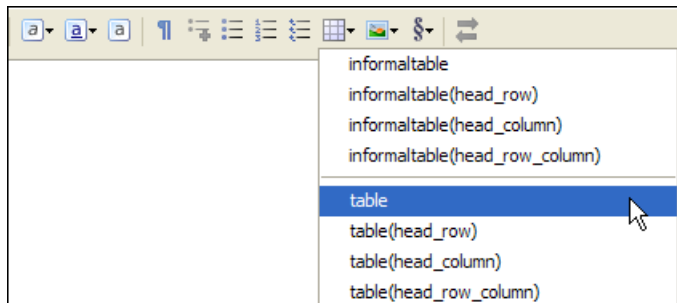 a a a ¶ §
informaltable
informaltable(head_row)
informaltable(head_column)
informaltable(head_row_column)
table
table(head_row)
table(head_column)
table(head_row_column)